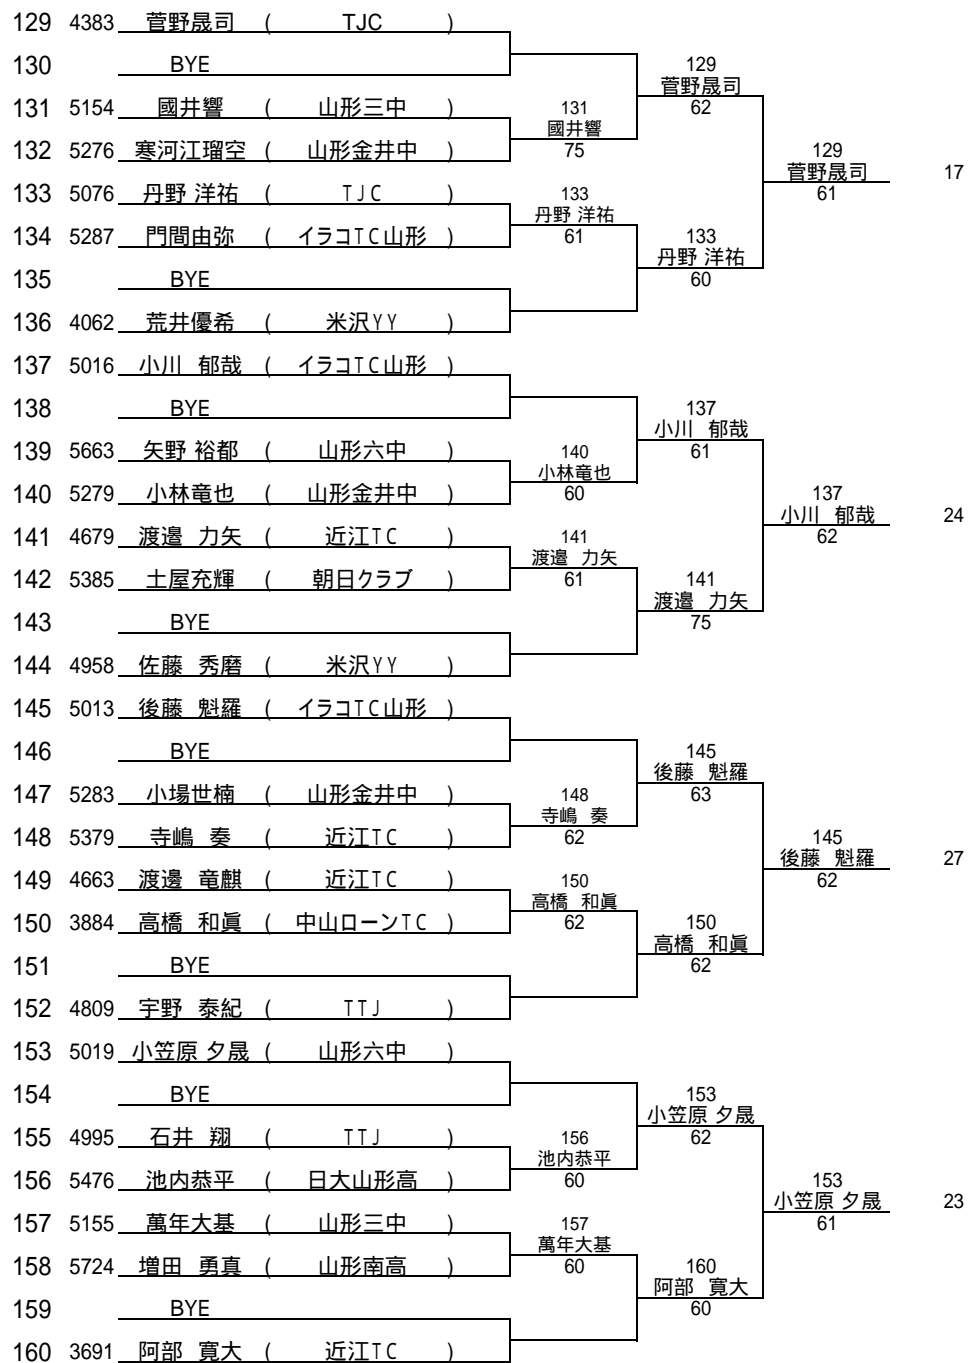 129 4383 菅野晟司 ( TJC )
130 BYE
129
菅野晟司
62
131 5154 國井響 ( 山形三中 )
131
國井響
75
132 5276 寒河江瑠空 ( 山形金井中 )
129
菅野晟司
61
17
133 5076 丹野 洋祐 ( TJC )
133
丹野 洋祐
61
134 5287 門間由弥 ( イラコTC山形 )
133
丹野 洋祐
60
135 BYE
136 4062 荒井優希 ( 米沢YY )
137 5016 小川 郁哉 ( イラコTC山形 )
138 BYE
137
小川 郁哉
61
139 5663 矢野 裕都 ( 山形六中 )
140
小林竜也
60
140 5279 小林竜也 ( 山形金井中 )
137
小川 郁哉
62
24
141 4679 渡邉 力矢 ( 近江TC )
141
渡邉 力矢
61
142 5385 土屋充輝 ( 朝日クラブ )
141
渡邉 力矢
75
143 BYE
144 4958 佐藤 秀磨 ( 米沢YY )
145 5013 後藤 魁羅 ( イラコTC山形 )
146 BYE
145
後藤 魁羅
63
147 5283 小場世楠 ( 山形金井中 )
148
寺嶋 奏
62
148 5379 寺嶋 奏 ( 近江TC )
145
後藤 魁羅
62
27
149 4663 渡邉 竜麒 ( 近江TC )
150
高橋 和眞
62
150 3884 高橋 和眞 ( 中山ローンTC )
150
高橋 和眞
62
151 BYE
152 4809 宇野 泰紀 ( TTJ )
153 5019 小笠原 夕晟 ( 山形六中 )
154 BYE
153
小笠原 夕晟
62
155 4995 石井 翔 ( TTJ )
156
池内恭平
60
156 5476 池内恭平 ( 日大山形高 )
153
小笠原 夕晟
61
23
157 5155 萬年大基 ( 山形三中 )
157
萬年大基
60
158 5724 増田 勇真 ( 山形南高 )
160
阿部 寛大
60
159 BYE
160 3691 阿部 寛大 ( 近江TC )